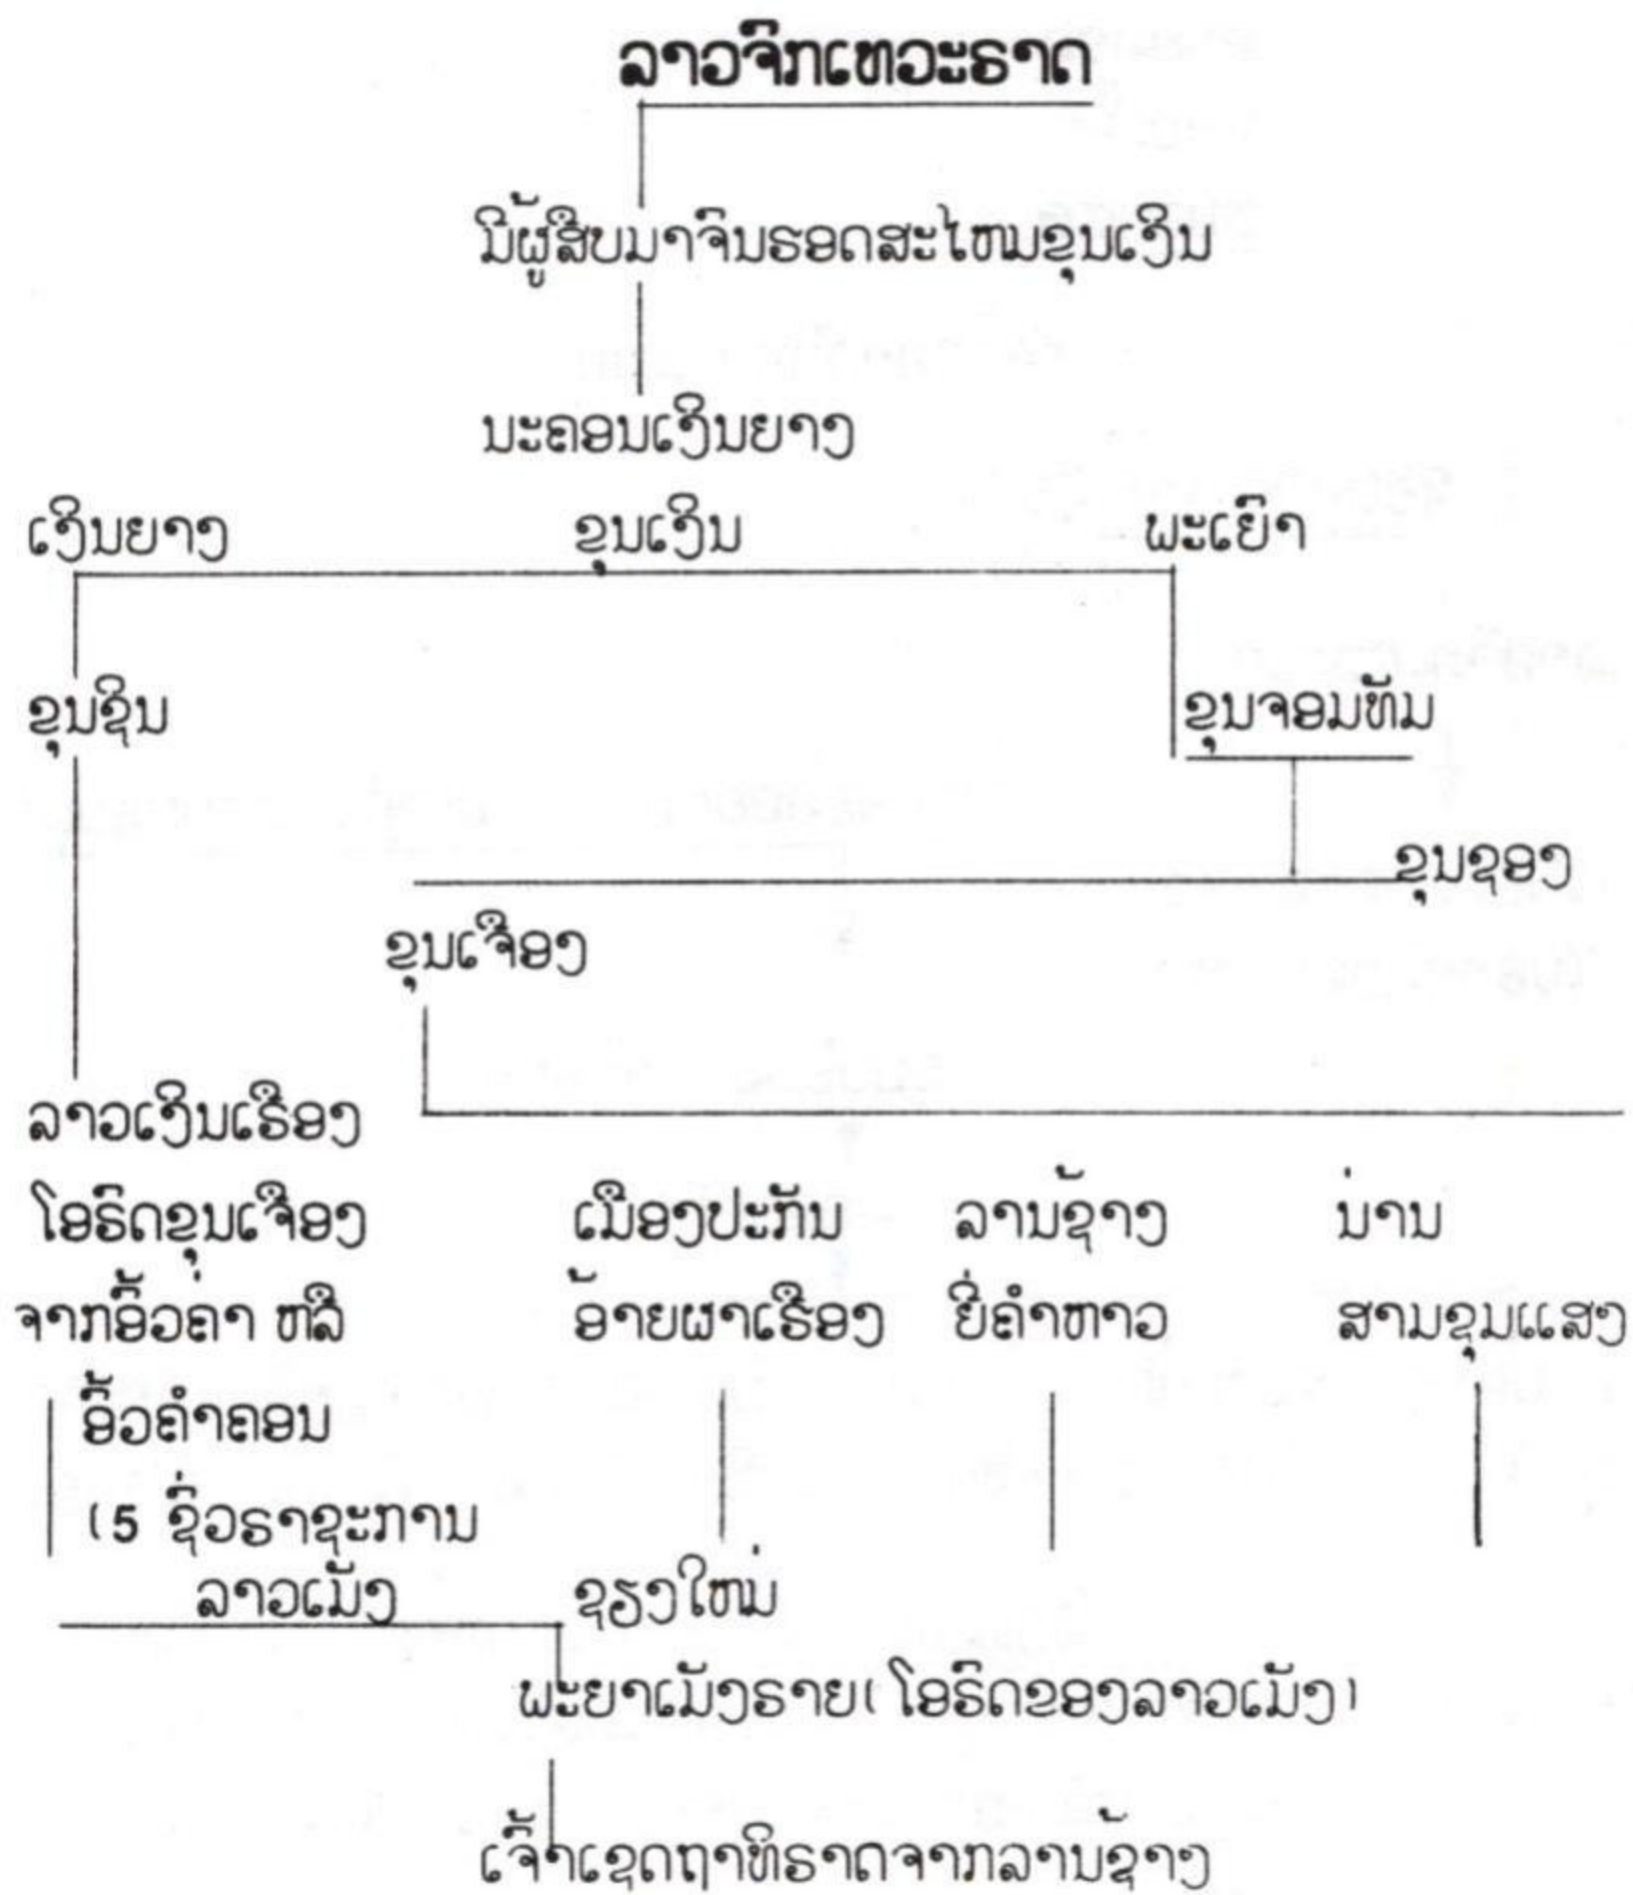 ລາວຈົກເທວະຣາດ
ມີຜູ້ສືບມາຈົນຮອດສະໄຫມຂຸນເງິນ
ນະຄອນເງິນຍາງ
ເງິນຍາງ ຂຸນເງິນ ພະເຍົາ
ຂຸນຊິນ ຂຸນຈອມທັມ
ຂຸນຊອງ
ຂຸນເຈືອງ
ລາວເງິນເຮືອງ
ໂອຣົດຂຸນເຈືອງ ເມືອງປະກັນ ລານຊ້າງ ນ່ານ
ຈາກອິ້ວຄ່າ ຫລື ອ້າຍຜາເຮືອງ ຍີ່ຄຳຫາວ ສາມຊຸມແສງ
ອິ້ວຄຳຄອນ
(5 ຊົ່ວຣາຊະການ
ລາວເມັງ ຊຽງໃຫມ່
ພະຍາເມັງຣາຍ(ໂອຣົດຂອງລາວເມັງ)
ເຈົ້າເຊດຖາທິຣາດຈາກລານຊ້າງ